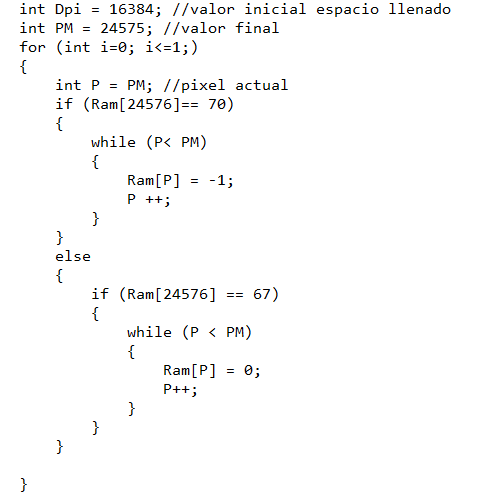 int Dpi = 16384; //valor inicial espacio llenado
int PM = 24575; //valor final
for (int i=0; i<=1;)
{
    int P = PM; //pixel actual
    if (Ram[24576]== 70)
    {
        while (P< PM)
        {
            Ram[P] = -1;
            P ++;
        }
    }
    else
    {
        if (Ram[24576] == 67)
        {
            while (P < PM)
            {
                Ram[P] = 0;
                P++;
            }
        }
    }

}